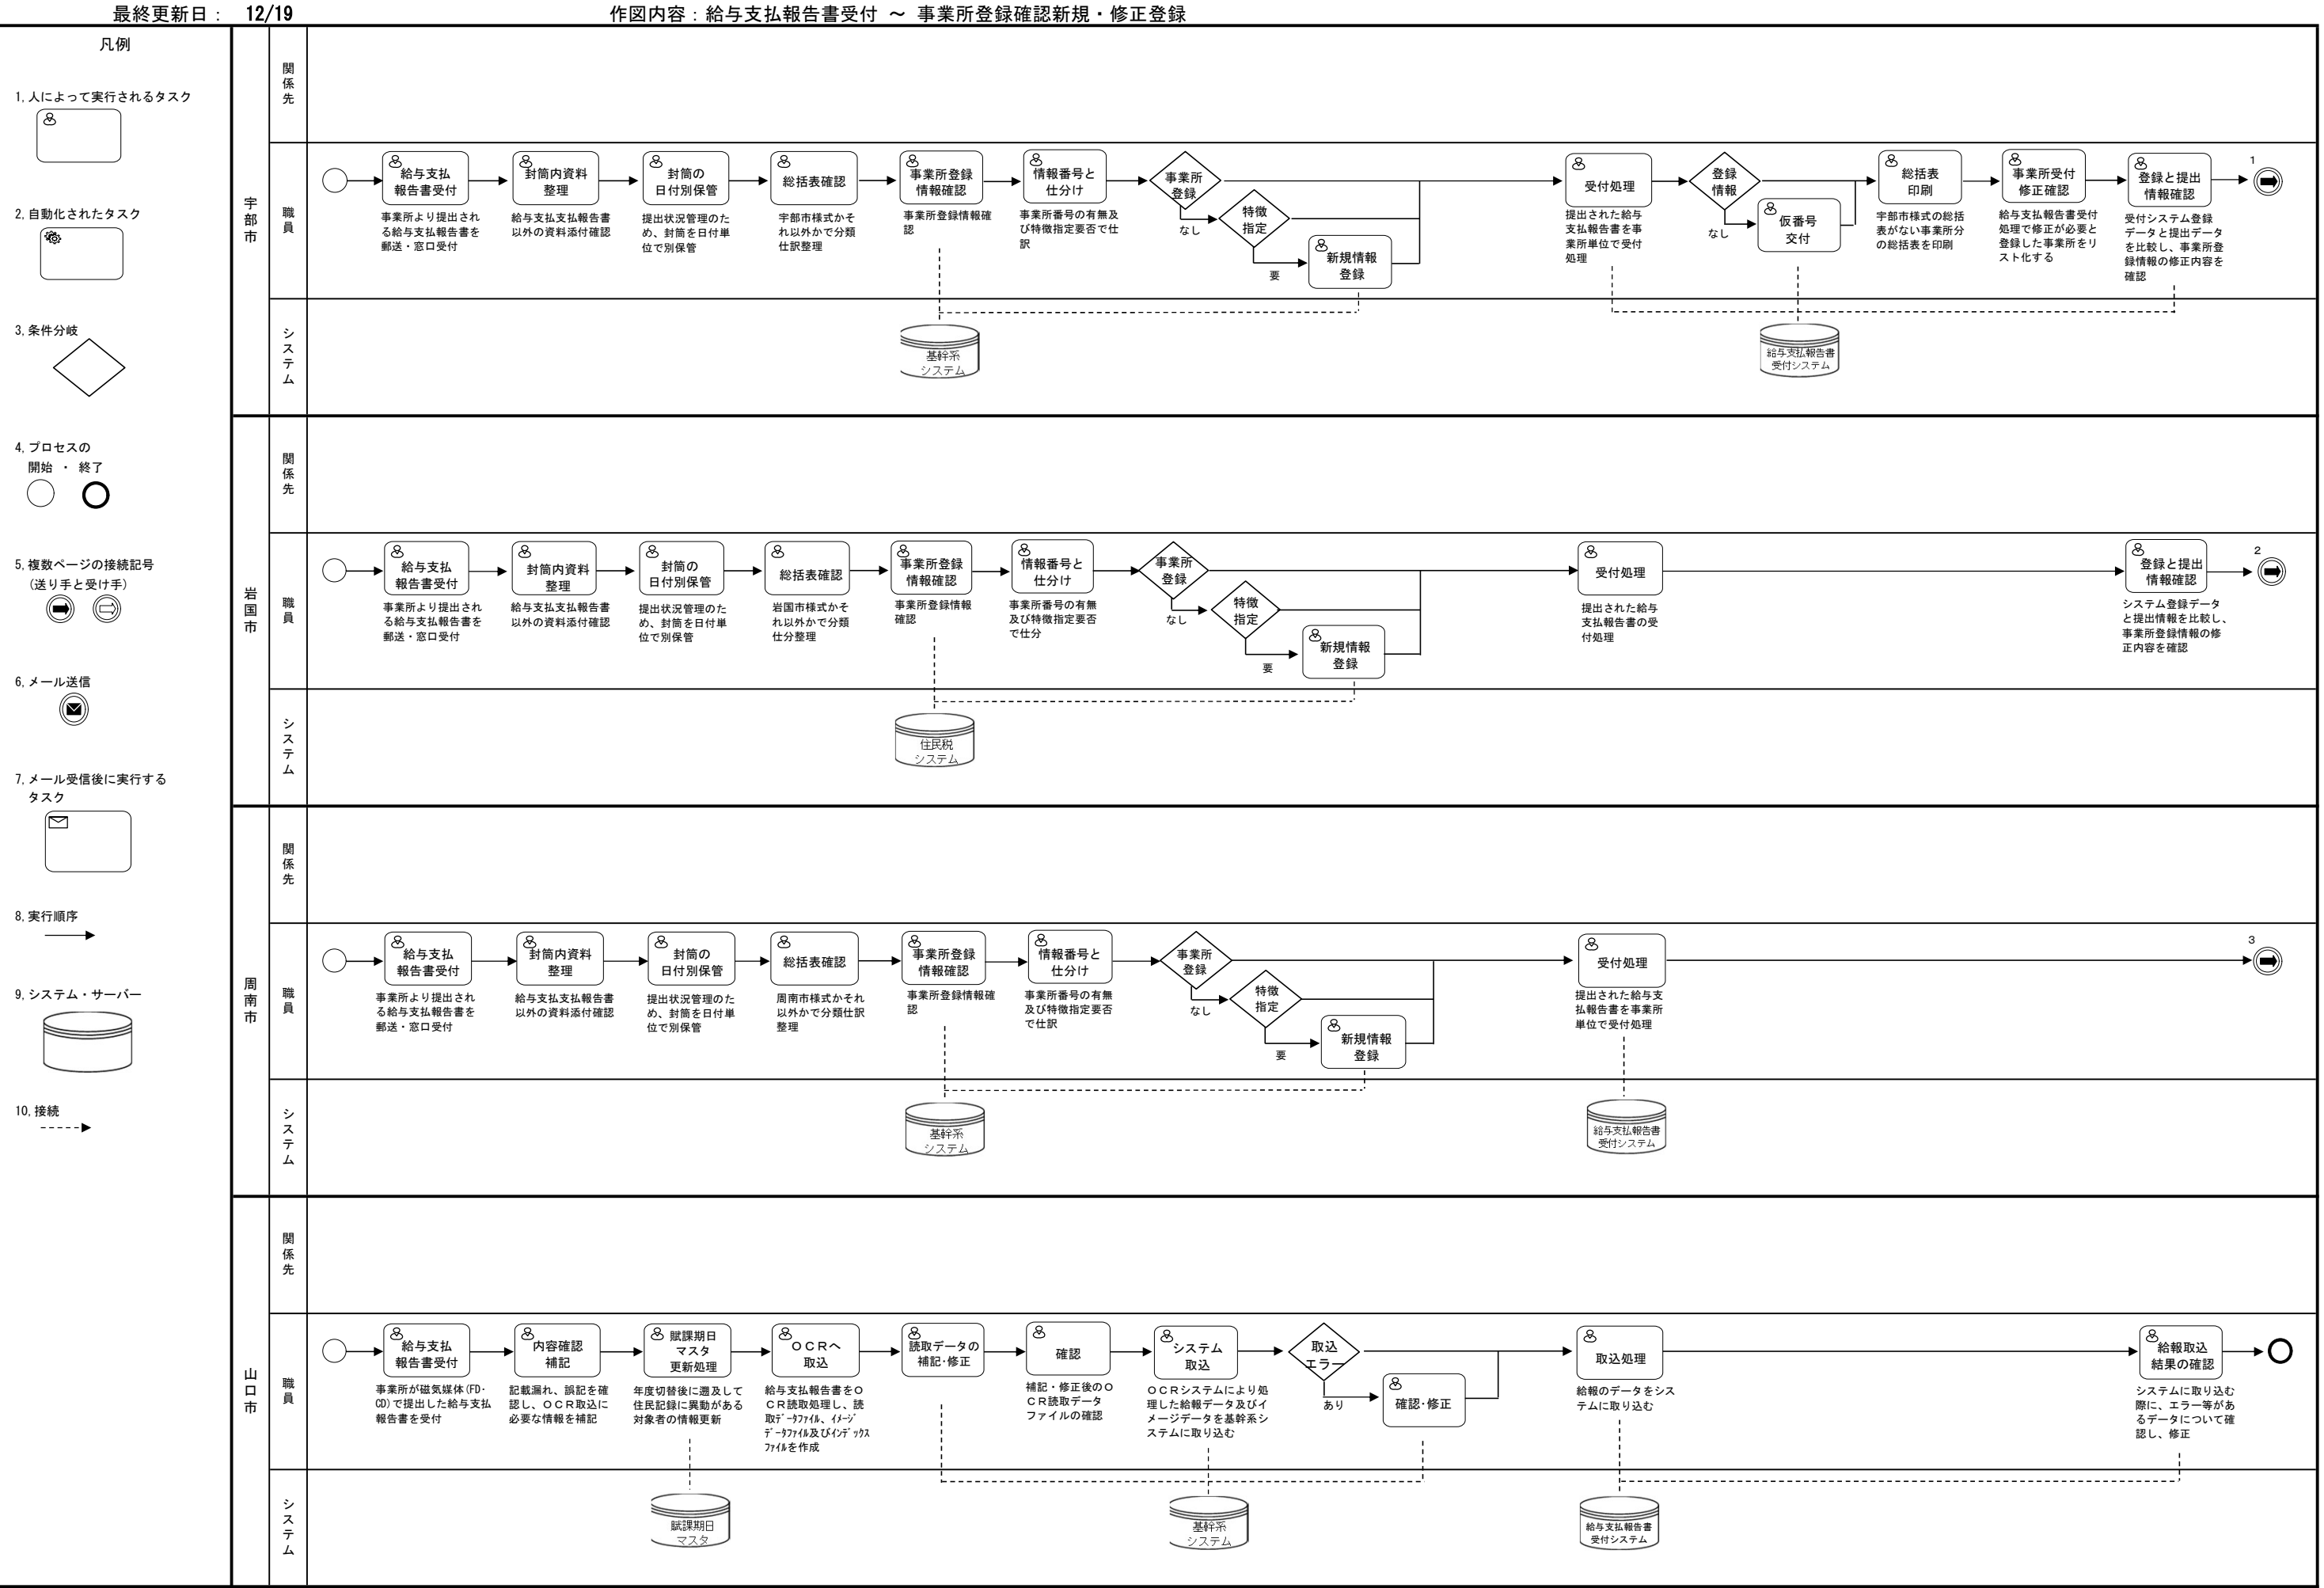 最終更新日： 12/19
作図内容：給与支払報告書受付 ～ 事業所登録確認新規・修正登録
凡例
1,人によって実行されるタスク
2,自動化されたタスク
3,条件分岐
4,プロセスの
開始 ・ 終了
5,複数ページの接続記号
(送り手と受け手)
6,メール送信
7,メール受信後に実行する
タスク
8,実行順序
9,システム・サーバー
10,接続
宇部市
関係先
職員
システム
給与支払
報告書受付
事業所より提出され
る給与支払報告書を
郵送・窓口受付
封筒内資料
整理
給与支払支払報告書
以外の資料添付確認
封筒の
日付別保管
提出状況管理のた
め、封筒を日付単
位で別保管
総括表確認
宇部市様式かそ
れ以外かで分類
仕訳整理
事業所登録
情報確認
事業所登録情報確
認
情報番号と
仕分け
事業所番号の有無及
び特徴指定要否で仕
訳
事業所
登録
なし
特徴
指定
要
新規情報
登録
受付処理
提出された給与
支払報告書を事
業所単位で受付
処理
登録
情報
なし
仮番号
交付
総括表
印刷
宇部市様式の総括
表がない事業所分
の総括表を印刷
事業所受付
修正確認
給与支払報告書受付
処理で修正が必要と
登録した事業所をリ
スト化する
登録と提出
情報確認
受付システム登録
データと提出データ
を比較し、事業所登
録情報の修正内容を
確認
1
基幹系
システム
給与支払報告書
受付システム
岩国市
関係先
職員
システム
給与支払
報告書受付
事業所より提出され
る給与支払報告書を
郵送・窓口受付
封筒内資料
整理
給与支払支払報告書
以外の資料添付確認
封筒の
日付別保管
提出状況管理のた
め、封筒を日付単
位で別保管
総括表確認
岩国市様式かそ
れ以外かで分類
仕分整理
事業所登録
情報確認
事業所登録情報
確認
情報番号と
仕分け
事業所番号の有無
及び特徴指定要否
で仕分
事業所
登録
なし
特徴
指定
要
新規情報
登録
受付処理
提出された給与
支払報告書の受
付処理
登録と提出
情報確認
システム登録データ
と提出情報を比較し、
事業所登録情報の修
正内容を確認
2
住民税
システム
周南市
関係先
職員
システム
給与支払
報告書受付
事業所より提出され
る給与支払報告書を
郵送・窓口受付
封筒内資料
整理
給与支払支払報告書
以外の資料添付確認
封筒の
日付別保管
提出状況管理のた
め、封筒を日付単
位で別保管
総括表確認
周南市様式かそれ
以外かで分類仕訳
整理
事業所登録
情報確認
事業所登録情報確
認
情報番号と
仕分け
事業所番号の有無
及び特徴指定要否
で仕訳
事業所
登録
なし
特徴
指定
要
新規情報
登録
受付処理
提出された給与支
払報告書を事業所
単位で受付処理
3
基幹系
システム
給与支払報告書
受付システム
山口市
関係先
職員
システム
給与支払
報告書受付
事業所が磁気媒体(FD・
CD)で提出した給与支払
報告書を受付
内容確認
補記
記載漏れ、誤記を確
認し、ＯＣＲ取込に
必要な情報を補記
賦課期日
マスタ
更新処理
年度切替後に遡及して
住民記録に異動がある
対象者の情報更新
ＯＣＲへ
取込
給与支払報告書をＯ
ＣＲ読取処理し、読
取ﾃﾞｰﾀﾌｧｲﾙ、ｲﾒｰｼﾞ
ﾃﾞｰﾀﾌｧｲﾙ及びｲﾝﾃﾞｯｸｽ
ﾌｧｲﾙを作成
読取データの
補記・修正
確認
補記・修正後のＯ
ＣＲ読取データ
ファイルの確認
システム
取込
ＯＣＲシステムにより処
理した給報データ及びイ
メージデータを基幹系シ
ステムに取り込む
取込
エラー
あり
確認・修正
取込処理
給報のデータをシス
テムに取り込む
給報取込
結果の確認
システムに取り込む
際に、エラー等があ
るデータについて確
認し、修正
賦課期日
マスタ
基幹系
システム
給与支払報告書
受付システム